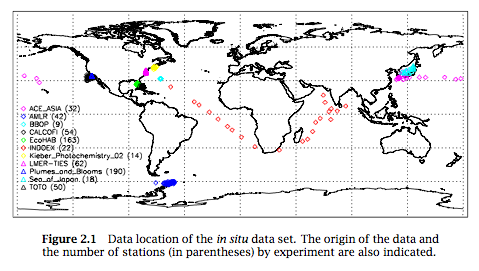 ACE_ASIA (32)
AMLR (42)
BBOP (9)
CALCOFI (54)
EcoHAB (163)
INDOEX (22)
Kieber_Photochemistry_02 (14)
LMER-TIES (62)
Plumes_and_Blooms (190)
Sea_of_Japan (18)
TOTO (50)
Figure 2.1 Data location of the in situ data set. The origin of the data and
the number of stations (in parentheses) by experiment are also indicated.